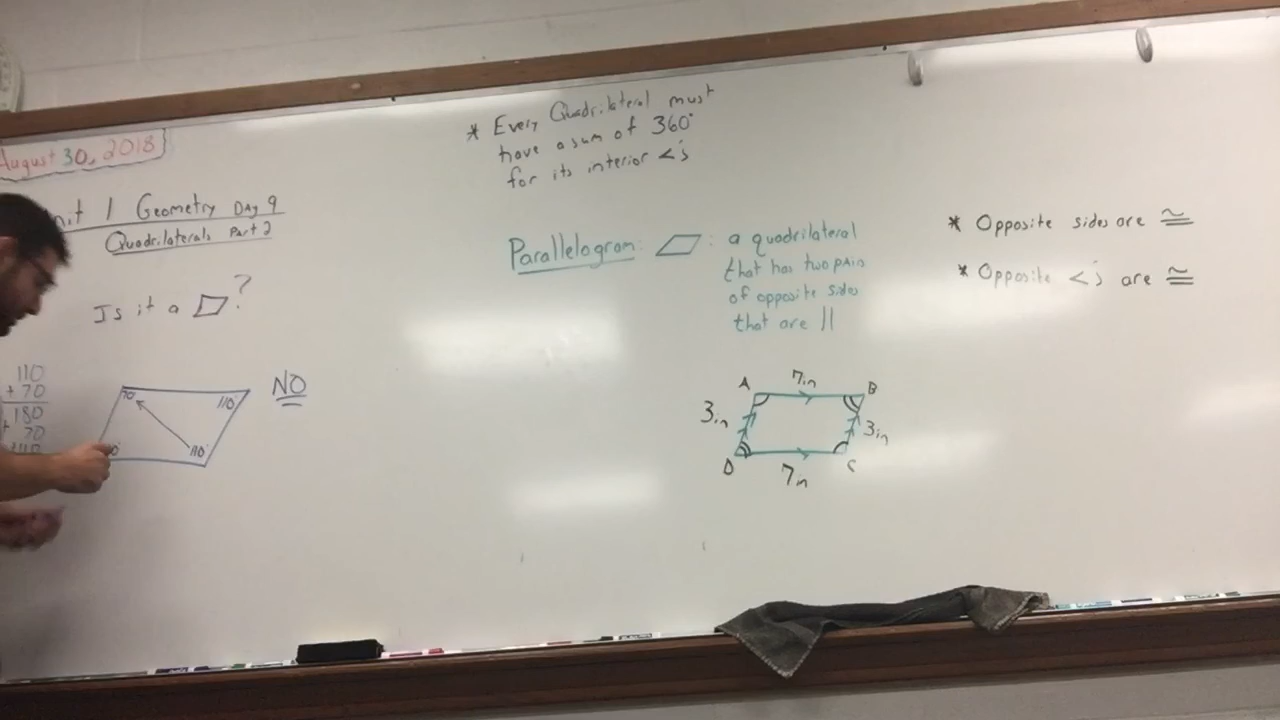 August 30, 2018
Unit 1 Geometry Day 9
Quadrilaterals Part 2
Is it a ▱?
110
+ 70
180
+ 70
70°
110°
110°
NO
* Every Quadrilateral must
have a sum of 360°
for its interior <'s
Parallelogram: ▱: a quadrilateral
that has two pairs
of opposite sides
that are ||
A 7in B
3in 3in
D 7in C
* Opposite sides are ≅
* Opposite <'s are ≅